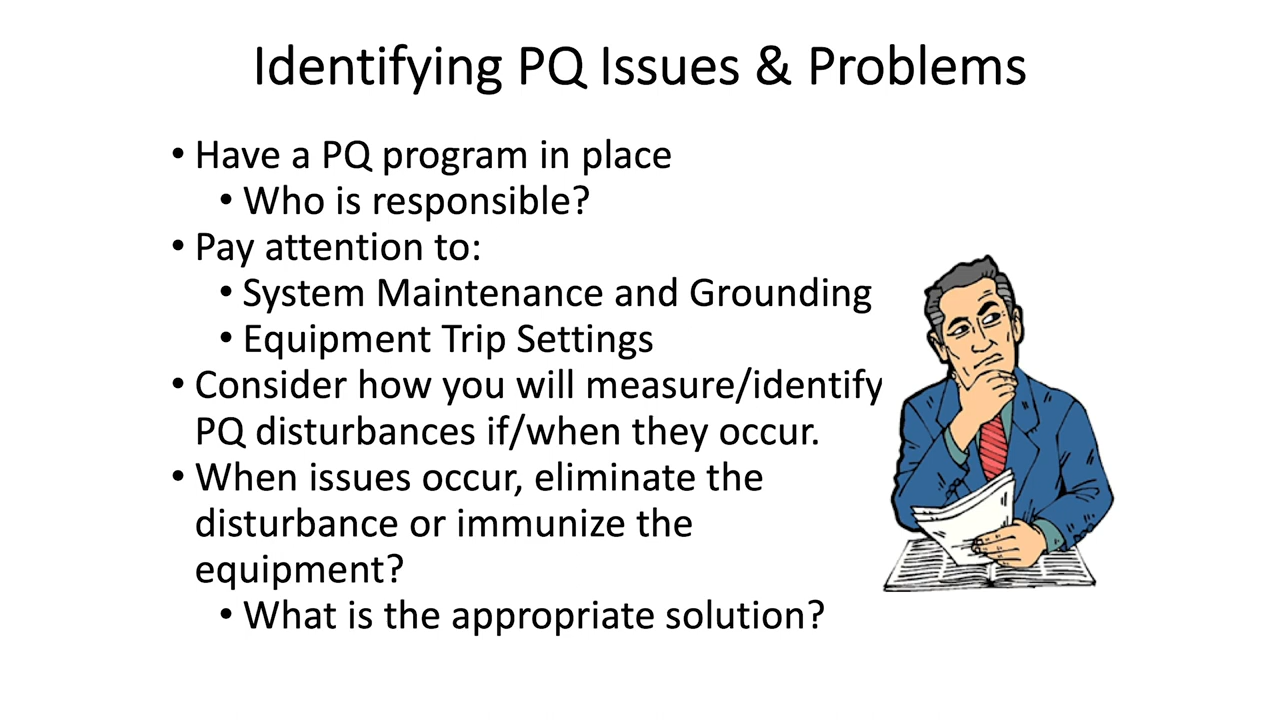 Identifying PQ Issues & Problems
• Have a PQ program in place
• Who is responsible?
• Pay attention to:
• System Maintenance and Grounding
• Equipment Trip Settings
• Consider how you will measure/identify
PQ disturbances if/when they occur.
• When issues occur, eliminate the
disturbance or immunize the
equipment?
• What is the appropriate solution?